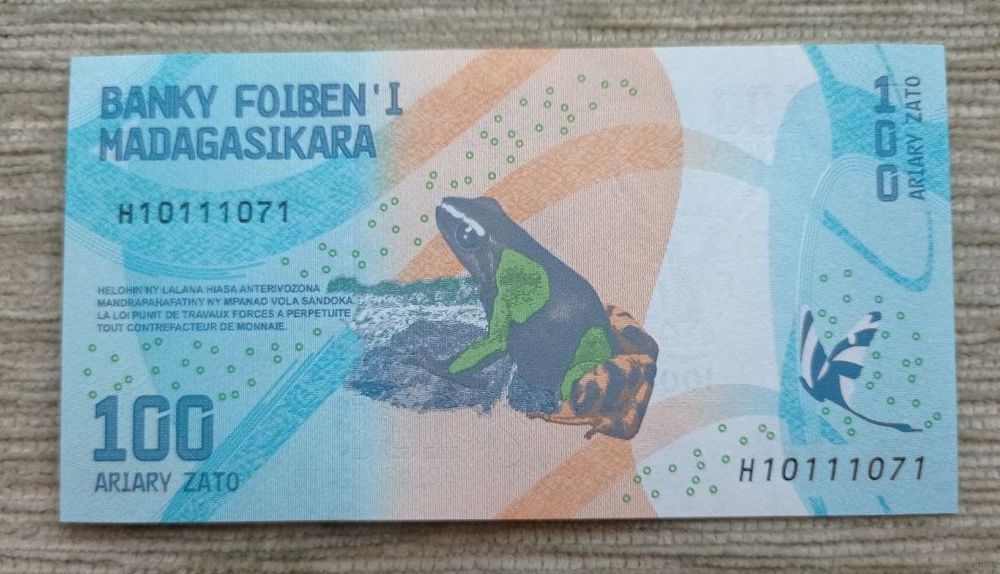 BANKY FOIBEN'I
MADAGASIKARA
H10111071
HELOHIN'NY LALANA HIASA ANTERIVOZONA
MANDRAPAHAFATINY NY MPANAO VOLA SANDOKA
LA LOI PUNIT DE TRAVAUX FORCES A PERPETUITE
TOUT CONTREFACTEUR DE MONNAIE.
100
ARIARY ZATO
100
ARIARY ZATO
H10111071